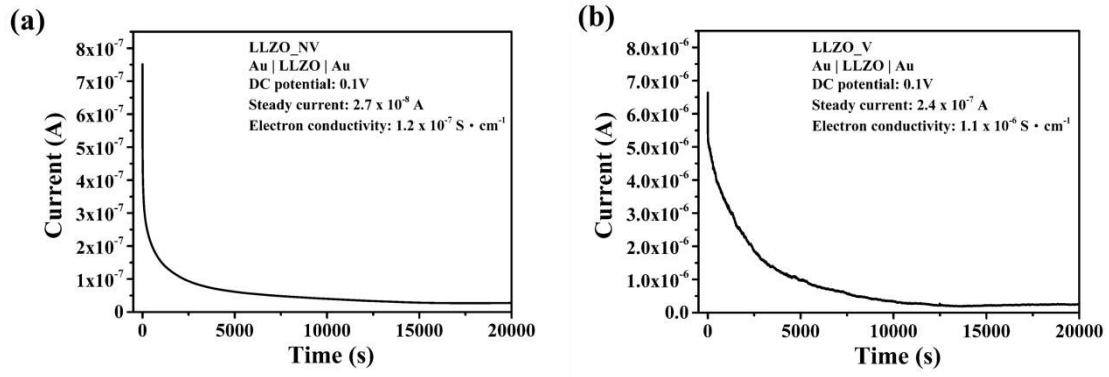 (a)
LLZO_NV
Au | LLZO | Au
DC potential: 0.1V
Steady current: 2.7 x 10⁻⁸ A
Electron conductivity: 1.2 x 10⁻⁷ S · cm⁻¹
Current (A)
8x10⁻⁷
7x10⁻⁷
6x10⁻⁷
5x10⁻⁷
4x10⁻⁷
3x10⁻⁷
2x10⁻⁷
1x10⁻⁷
0
0 5000 10000 15000 20000
Time (s)
(b)
LLZO_V
Au | LLZO | Au
DC potential: 0.1V
Steady current: 2.4 x 10⁻⁷ A
Electron conductivity: 1.1 x 10⁻⁶ S · cm⁻¹
Current (A)
8.0x10⁻⁶
7.0x10⁻⁶
6.0x10⁻⁶
5.0x10⁻⁶
4.0x10⁻⁶
3.0x10⁻⁶
2.0x10⁻⁶
1.0x10⁻⁶
0.0
0 5000 10000 15000 20000
Time (s)